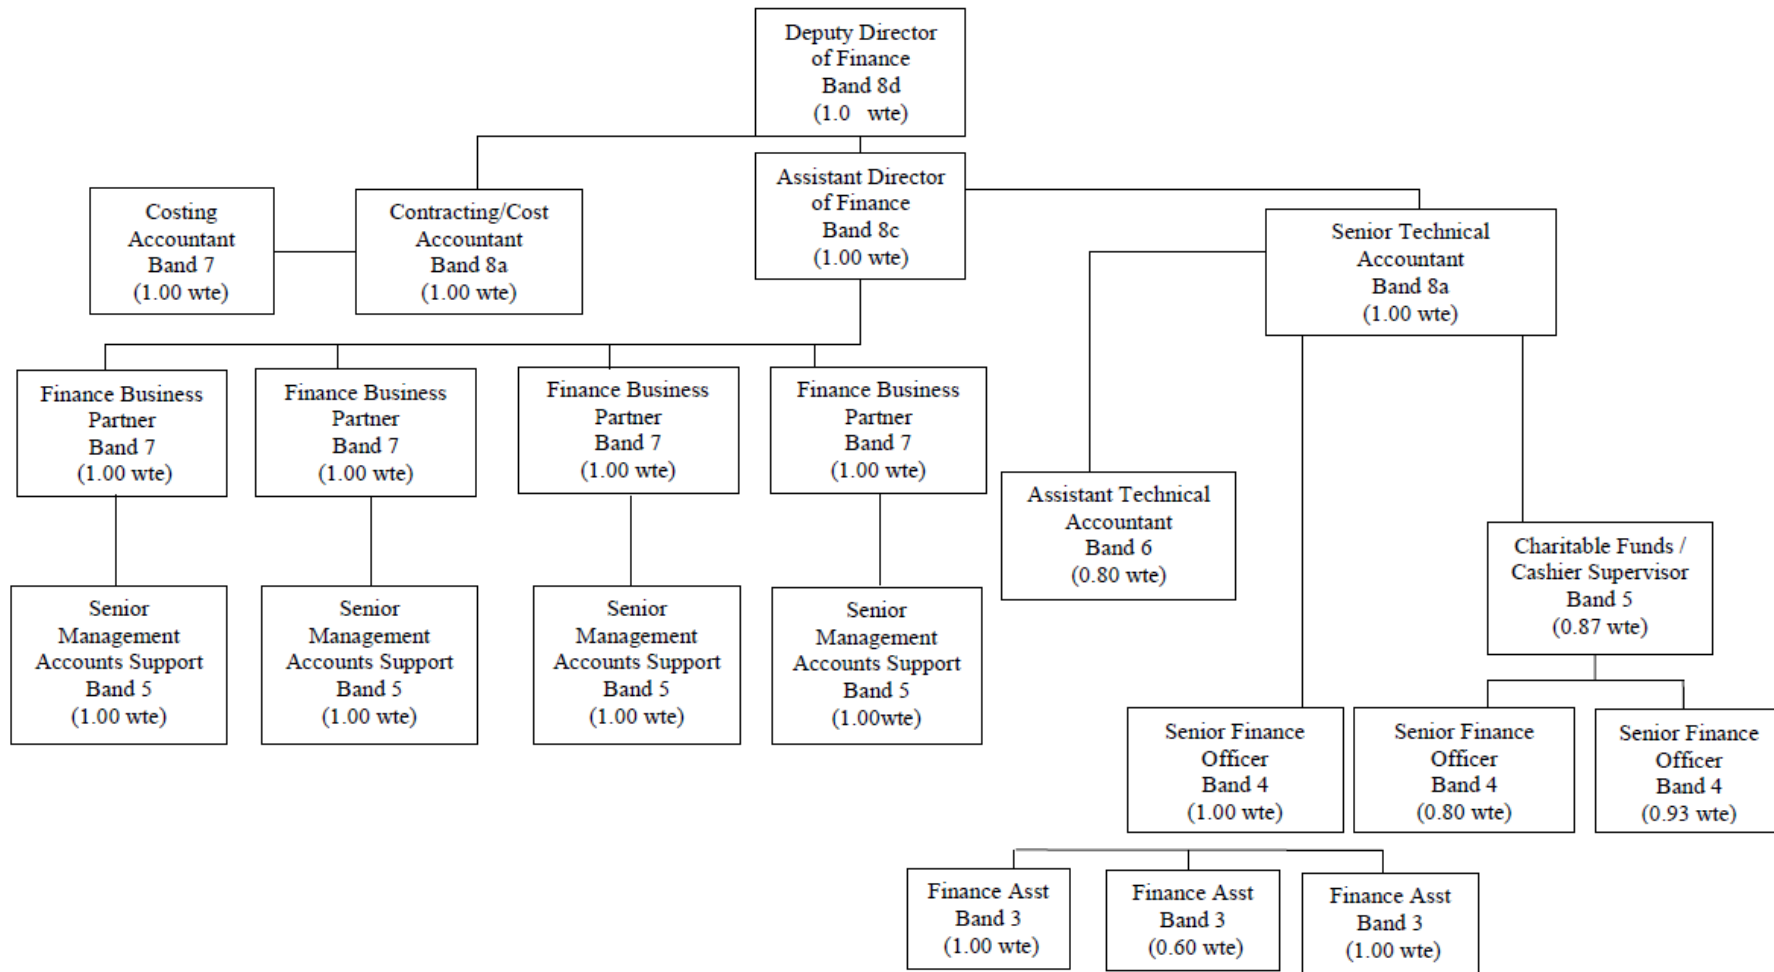 Deputy Director
of Finance
Band 8d
(1.0 wte)
Assistant Director
of Finance
Band 8c
(1.00 wte)
Costing
Accountant
Band 7
(1.00 wte)
Contracting/Cost
Accountant
Band 8a
(1.00 wte)
Senior Technical
Accountant
Band 8a
(1.00 wte)
Finance Business
Partner
Band 7
(1.00 wte)
Finance Business
Partner
Band 7
(1.00 wte)
Finance Business
Partner
Band 7
(1.00 wte)
Finance Business
Partner
Band 7
(1.00 wte)
Assistant Technical
Accountant
Band 6
(0.80 wte)
Charitable Funds /
Cashier Supervisor
Band 5
(0.87 wte)
Senior
Management
Accounts Support
Band 5
(1.00 wte)
Senior
Management
Accounts Support
Band 5
(1.00 wte)
Senior
Management
Accounts Support
Band 5
(1.00 wte)
Senior
Management
Accounts Support
Band 5
(1.00wte)
Senior Finance
Officer
Band 4
(1.00 wte)
Senior Finance
Officer
Band 4
(0.80 wte)
Senior Finance
Officer
Band 4
(0.93 wte)
Finance Asst
Band 3
(1.00 wte)
Finance Asst
Band 3
(0.60 wte)
Finance Asst
Band 3
(1.00 wte)